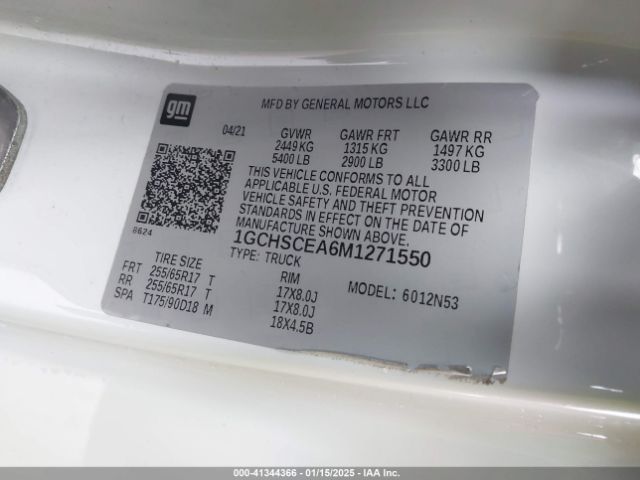 gm
MFD BY GENERAL MOTORS LLC
04/21 GVWR GAWR FRT GAWR RR
2449 KG 1315 KG 1497 KG
5400 LB 2900 LB 3300 LB
THIS VEHICLE CONFORMS TO ALL
APPLICABLE U.S. FEDERAL MOTOR
VEHICLE SAFETY AND THEFT PREVENTION
STANDARDS IN EFFECT ON THE DATE OF
MANUFACTURE SHOWN ABOVE.
8624
1GCHSCEA6M1271550
TYPE: TRUCK
TIRE SIZE RIM
FRT 255/65R17 T 17X8.0J MODEL: 6012N53
RR 255/65R17 T 17X8.0J
SPA T175/90D18 M 18X4.5B
000-41344366 - 01/15/2025 - IAA Inc.